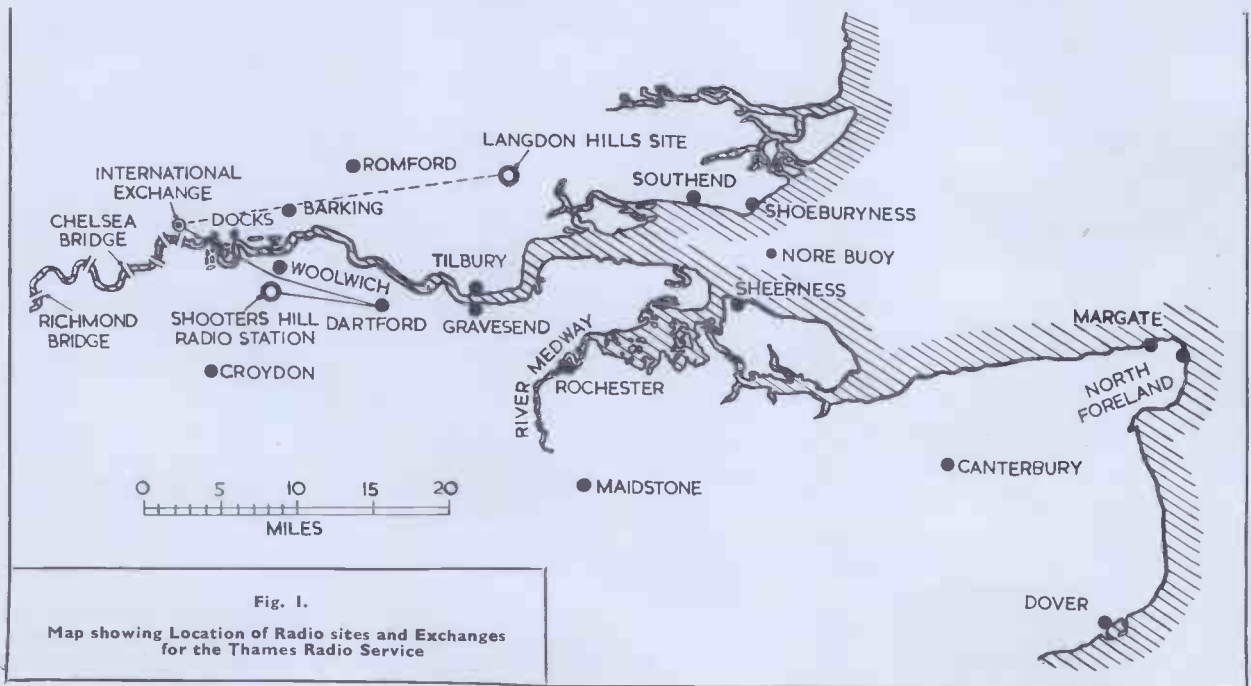 INTERNATIONAL
EXCHANGE
CHELSEA
BRIDGE
DOCKS
RICHMOND
BRIDGE
ROMFORD
BARKING
LANGDON HILLS SITE
WOOLWICH
SHOOTERS HILL
RADIO STATION
DARTFORD
CROYDON
TILBURY
GRAVESEND
SOUTHEND
SHOEBURYNESS
NORE BUOY
SHEERNESS
RIVER MEDWAY
ROCHESTER
MAIDSTONE
MARGATE
NORTH
FORELAND
CANTERBURY
DOVER
0 5 10 15 20
MILES
Fig. 1.
Map showing Location of Radio sites and Exchanges
for the Thames Radio Service